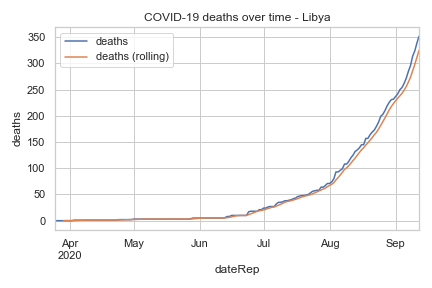 COVID-19 deaths over time - Libya
deaths
deaths (rolling)
350
300
250
200
150
100
50
0
deaths
Apr May Jun Jul Aug Sep
2020
dateRep